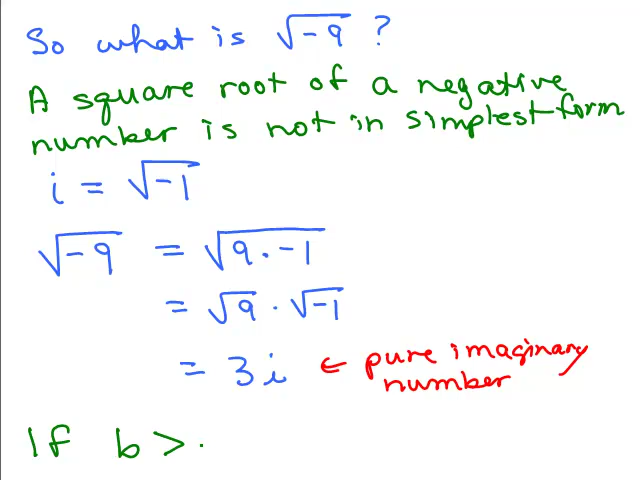 So what is √-9 ?
A square root of a negative
number is not in simplest form
i = √-1
√-9 = √9 · -1
= √9 · √-1
= 3i ← pure imaginary
number
If b > .